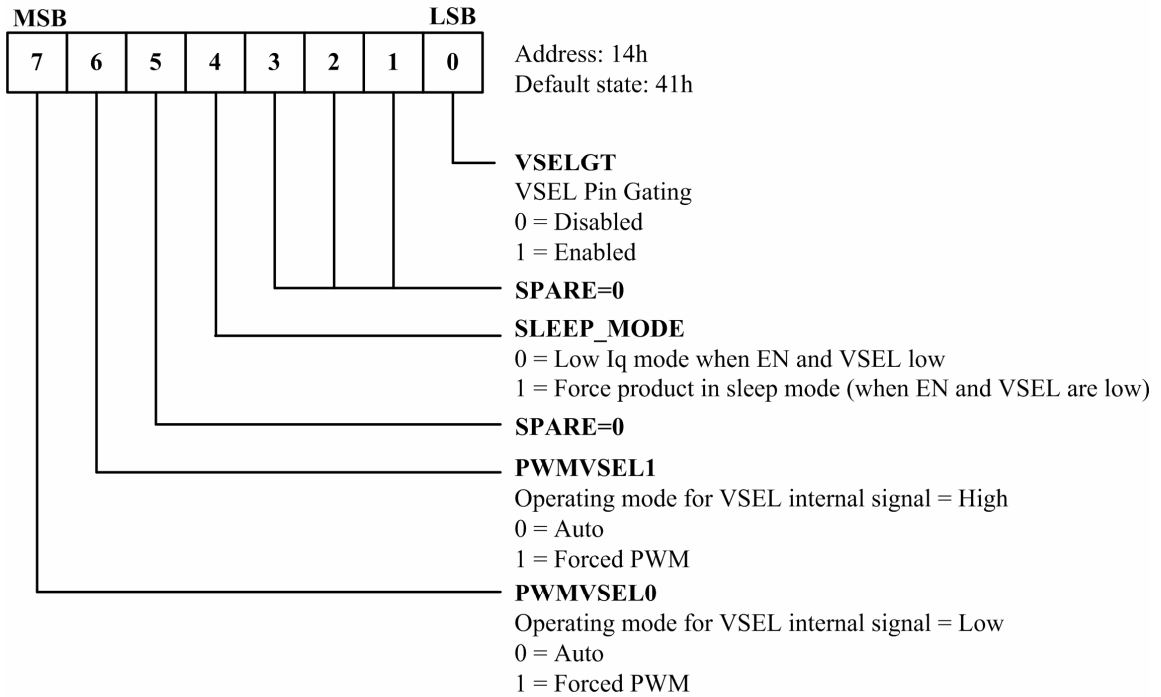 MSB LSB
7 6 5 4 3 2 1 0
Address: 14h
Default state: 41h
VSELGT
VSEL Pin Gating
0 = Disabled
1 = Enabled
SPARE=0
SLEEP_MODE
0 = Low Iq mode when EN and VSEL low
1 = Force product in sleep mode (when EN and VSEL are low)
SPARE=0
PWMVSEL1
Operating mode for VSEL internal signal = High
0 = Auto
1 = Forced PWM
PWMVSEL0
Operating mode for VSEL internal signal = Low
0 = Auto
1 = Forced PWM